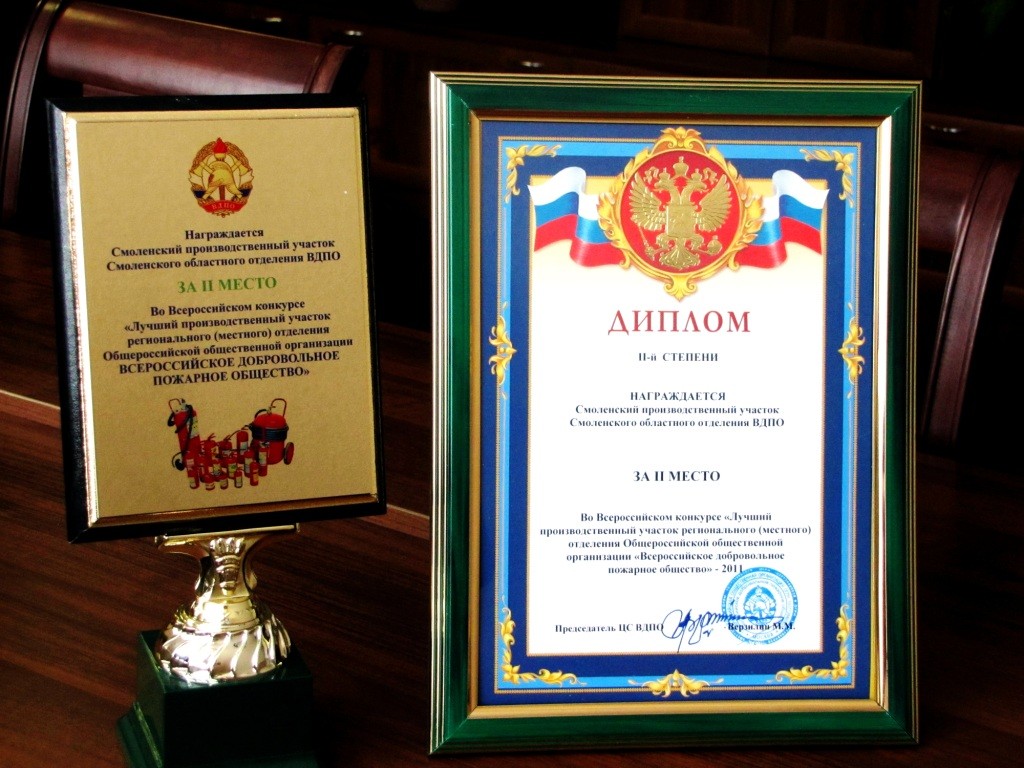 ВДПО
Награждается
Смоленский производственный участок
Смоленского областного отделения ВДПО
ЗА II МЕСТО
Во Всероссийском конкурсе
«Лучший производственный участок
регионального (местного) отделения
Общероссийской общественной организации
ВСЕРОССИЙСКОЕ ДОБРОВОЛЬНОЕ
ПОЖАРНОЕ ОБЩЕСТВО»
ДИПЛОМ
II-й СТЕПЕНИ
НАГРАЖДАЕТСЯ
Смоленский производственный участок
Смоленского областного отделения ВДПО
ЗА II МЕСТО
Во Всероссийском конкурсе «Лучший
производственный участок регионального (местного)
отделения Общероссийской общественной
организации «Всероссийское добровольное
пожарное общество» - 2011
Председатель ЦС ВДПО Верзилин М.М.